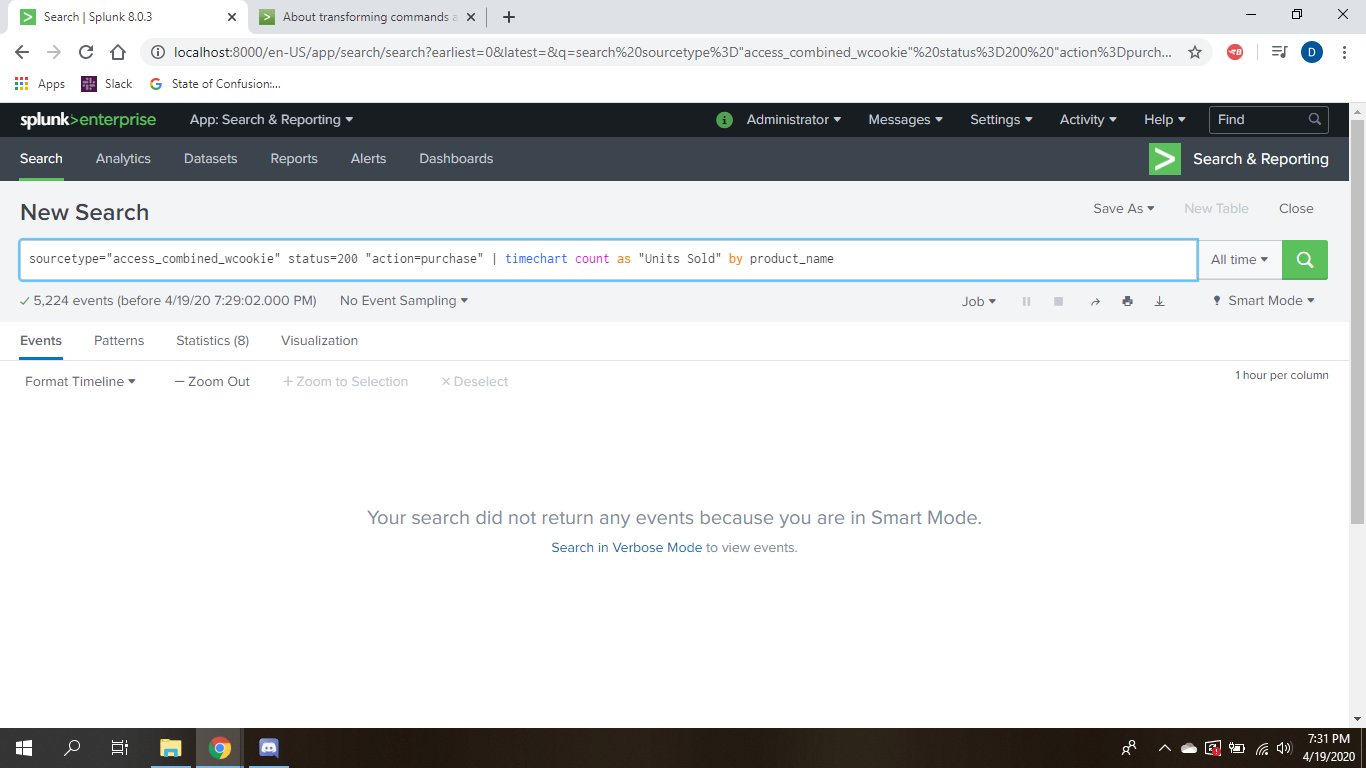 Search | Splunk 8.0.3
About transforming commands a
localhost:8000/en-US/app/search/search?earliest=0&latest=&q=search%20sourcetype%3D"access_combined_wcookie"%20status%3D200%20"action%3Dpurch...
D
Apps
Slack
State of Confusion:...
splunk>enterprise
App: Search & Reporting
Administrator
Messages
Settings
Activity
Help
Find
Search
Analytics
Datasets
Reports
Alerts
Dashboards
Search & Reporting
New Search
Save As
New Table
Close
sourcetype="access_combined_wcookie" status=200 "action=purchase" | timechart count as "Units Sold" by product_name
All time
5,224 events (before 4/19/20 7:29:02.000 PM)
No Event Sampling
Job
Smart Mode
Events
Patterns
Statistics (8)
Visualization
Format Timeline
— Zoom Out
+ Zoom to Selection
× Deselect
1 hour per column
Your search did not return any events because you are in Smart Mode.
Search in Verbose Mode to view events.
7:31 PM
4/19/2020